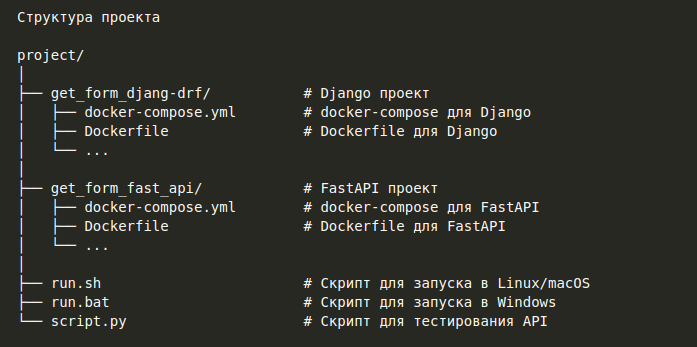 Структура проекта
project/
│
├── get_form_djang-drf/           # Django проект
│   ├── docker-compose.yml        # docker-compose для Django
│   ├── Dockerfile                # Dockerfile для Django
│   └── ...
│
├── get_form_fast_api/            # FastAPI проект
│   ├── docker-compose.yml        # docker-compose для FastAPI
│   ├── Dockerfile                # Dockerfile для FastAPI
│   └── ...
│
├── run.sh                        # Скрипт для запуска в Linux/macOS
├── run.bat                       # Скрипт для запуска в Windows
└── script.py                     # Скрипт для тестирования API